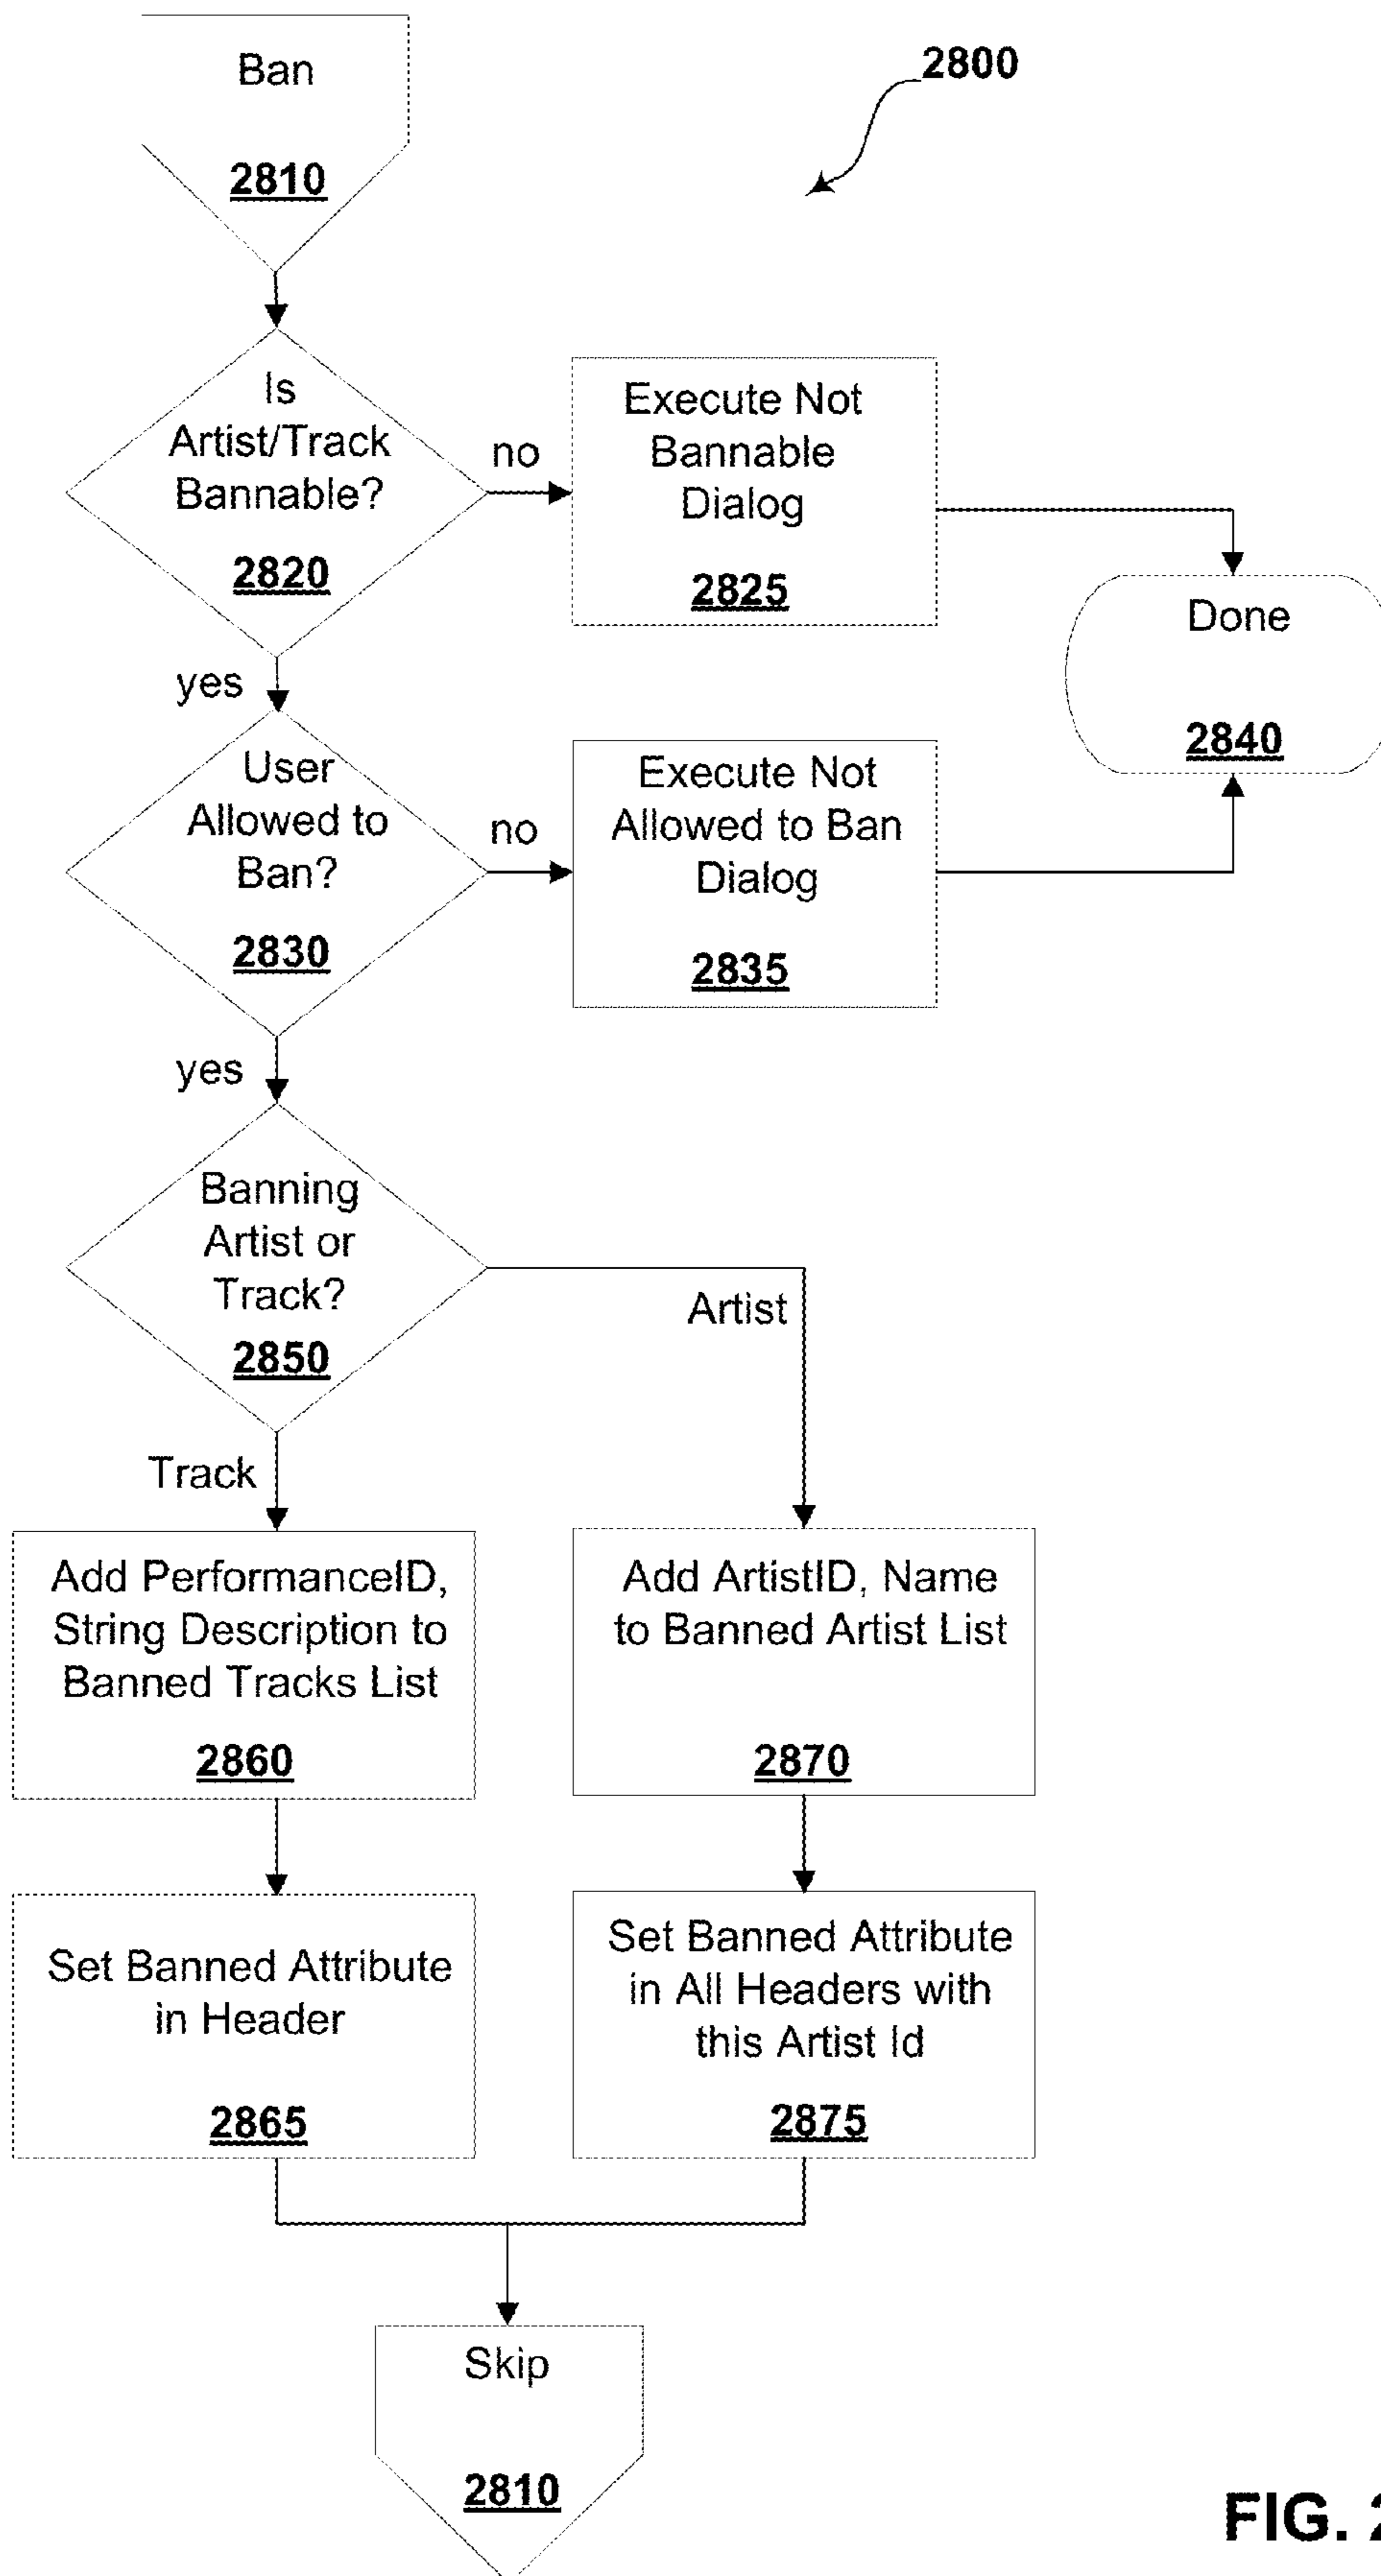 Ban
2810
2800
Is
Artist/Track
Bannable?
2820
no
Execute Not
Bannable
Dialog
2825
Done
2840
yes
User
Allowed to
Ban?
2830
no
Execute Not
Allowed to Ban
Dialog
2835
yes
Banning
Artist or
Track?
2850
Artist
Track
Add PerformanceID,
String Description to
Banned Tracks List
2860
Add ArtistID, Name
to Banned Artist List
2870
Set Banned Attribute
in Header
2865
Set Banned Attribute
in All Headers with
this Artist Id
2875
Skip
2810
FIG.